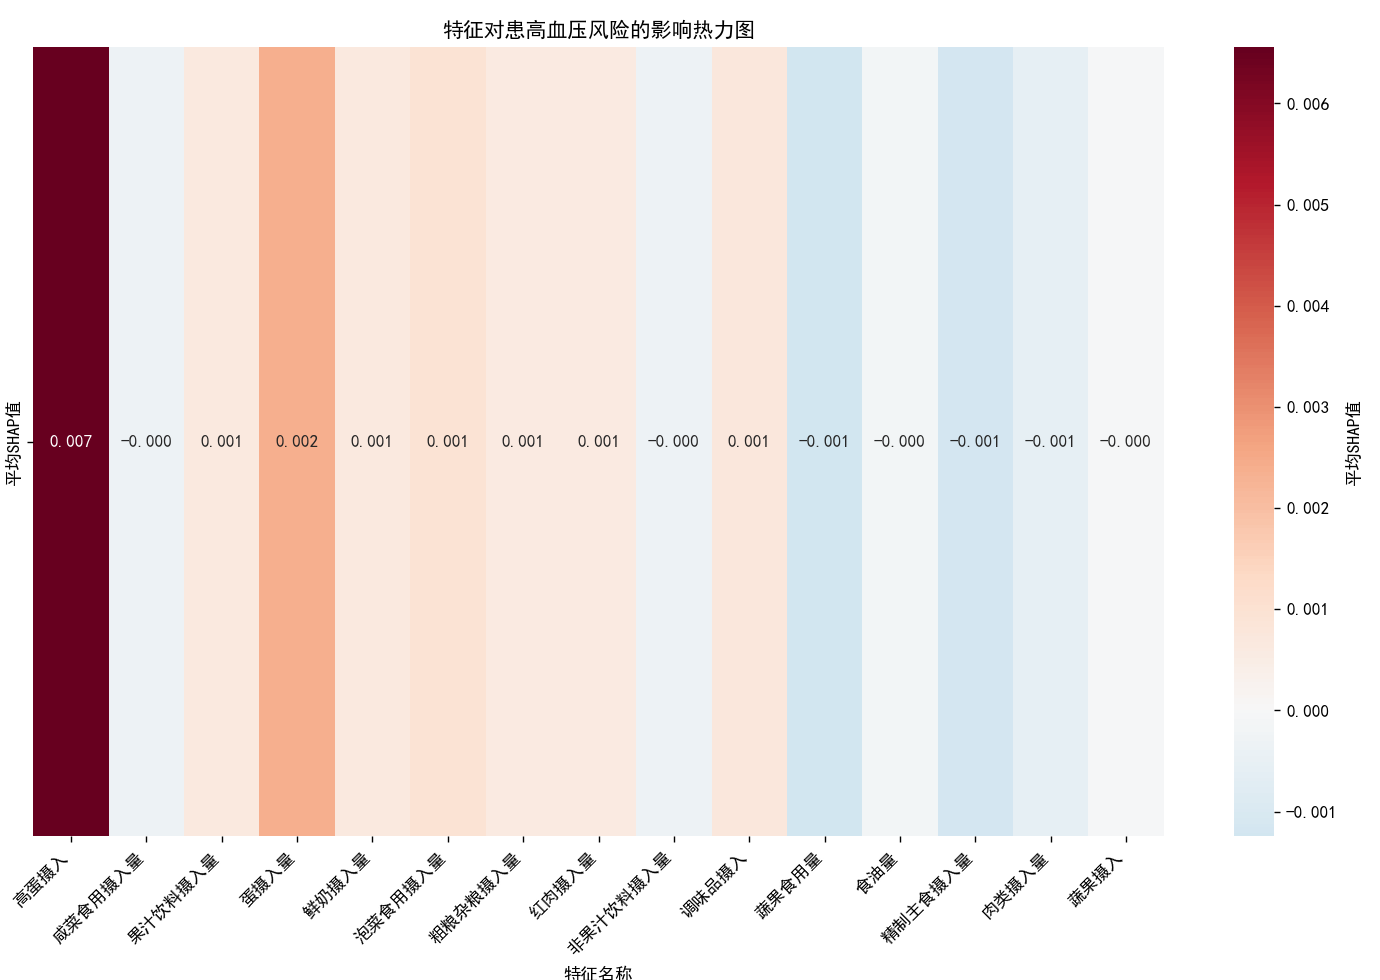 特征对患高血压风险的影响热力图
平均SHAP值
0.007
-0.000
0.001
0.002
0.001
0.001
0.001
0.001
-0.000
0.001
-0.001
-0.000
-0.001
-0.001
-0.000
高蛋摄入
咸菜食用摄入量
果汁饮料摄入量
蛋摄入量
鲜奶摄入量
泡菜食用摄入量
粗粮杂粮摄入量
红肉摄入量
非果汁饮料摄入量
调味品摄入
蔬果食用量
食油量
精制主食摄入量
肉类摄入量
蔬果摄入
特征名称
0.006
0.005
0.004
0.003
0.002
0.001
0.000
-0.001
平均SHAP值